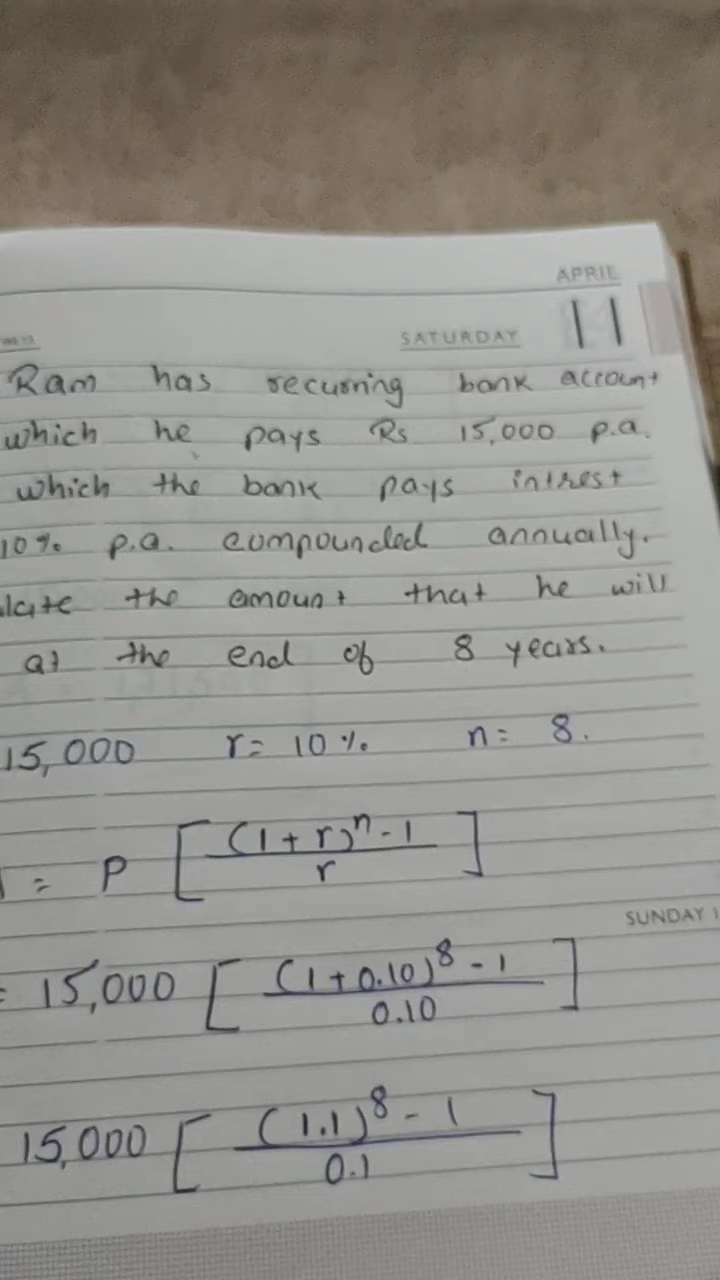 APRIL
SATURDAY 11
Ram has recurring bank account
which he pays Rs 15,000 p.a.
which the bank pays intrest
10% p.a. compounded annually.
late the amount that he will
at the end of 8 years.
15,000 r= 10% n= 8.
= P [ (1+r)^n - 1 / r ]
SUNDAY 1
= 15,000 [ (1+0.10)^8 - 1 / 0.10 ]
15,000 [ (1.1)^8 - 1 / 0.1 ]